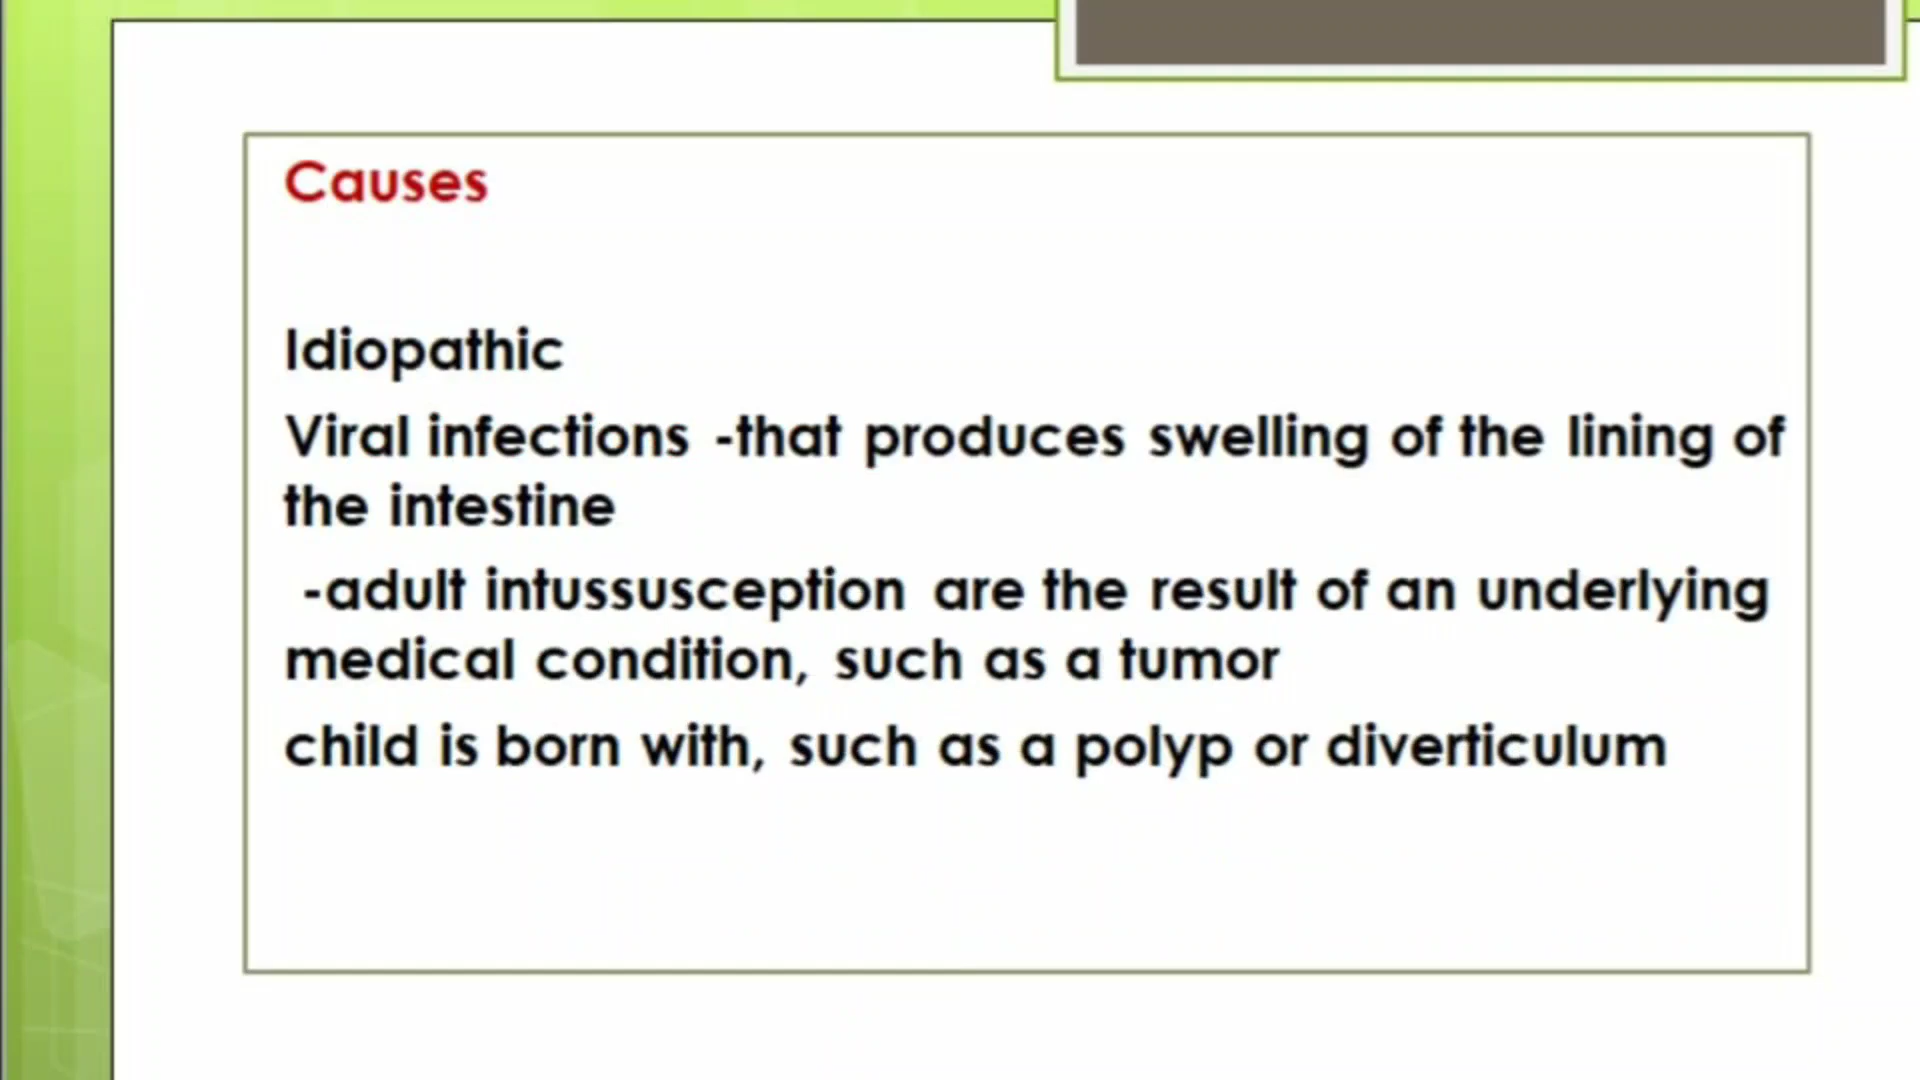 Causes
Idiopathic
Viral infections -that produces swelling of the lining of
the intestine
-adult intussusception are the result of an underlying
medical condition, such as a tumor
child is born with, such as a polyp or diverticulum